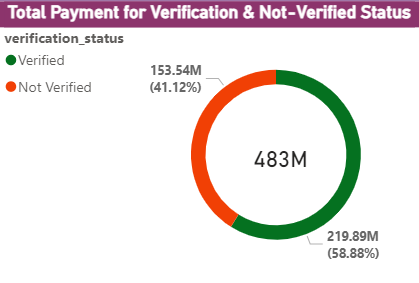 Total Payment for Verification & Not-Verified Status
verification_status
Verified
Not Verified
153.54M
(41.12%)
483M
219.89M
(58.88%)